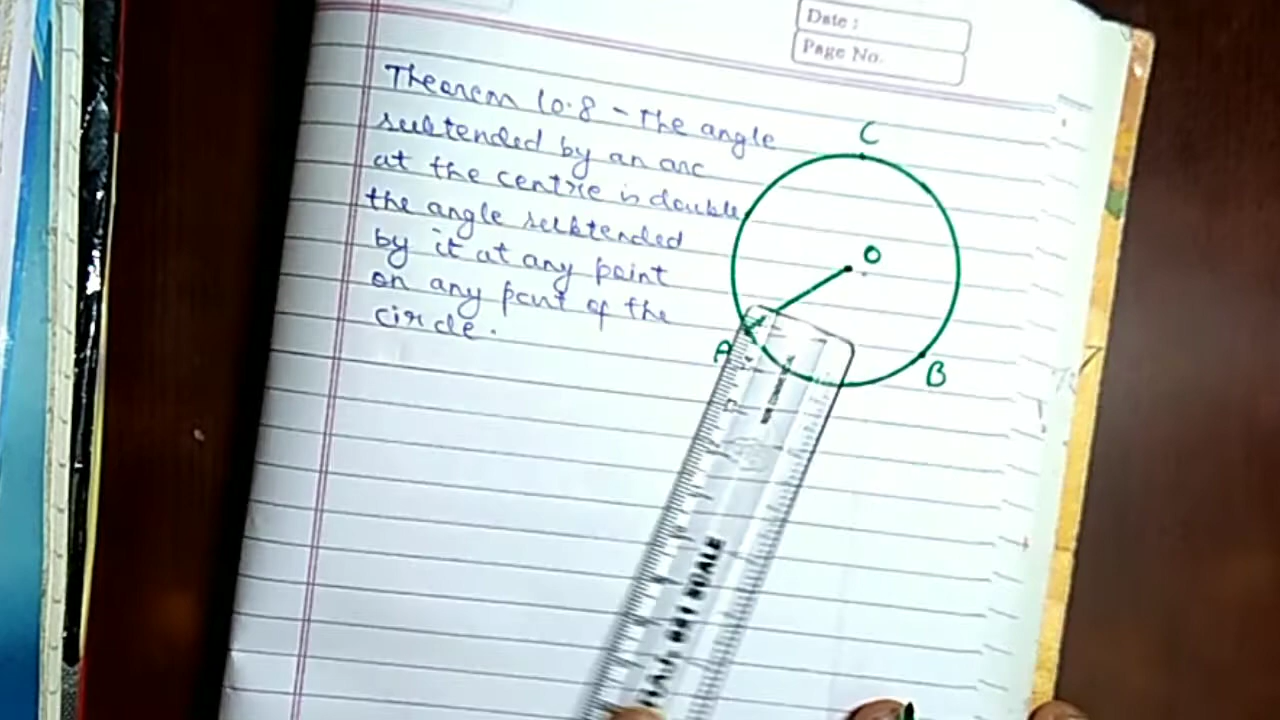 Date :
Page No.
Theorem 10.8 - The angle
subtended by an arc
at the centre is double
the angle subtended
by it at any point
on any part of the
circle.
C
O
A
B